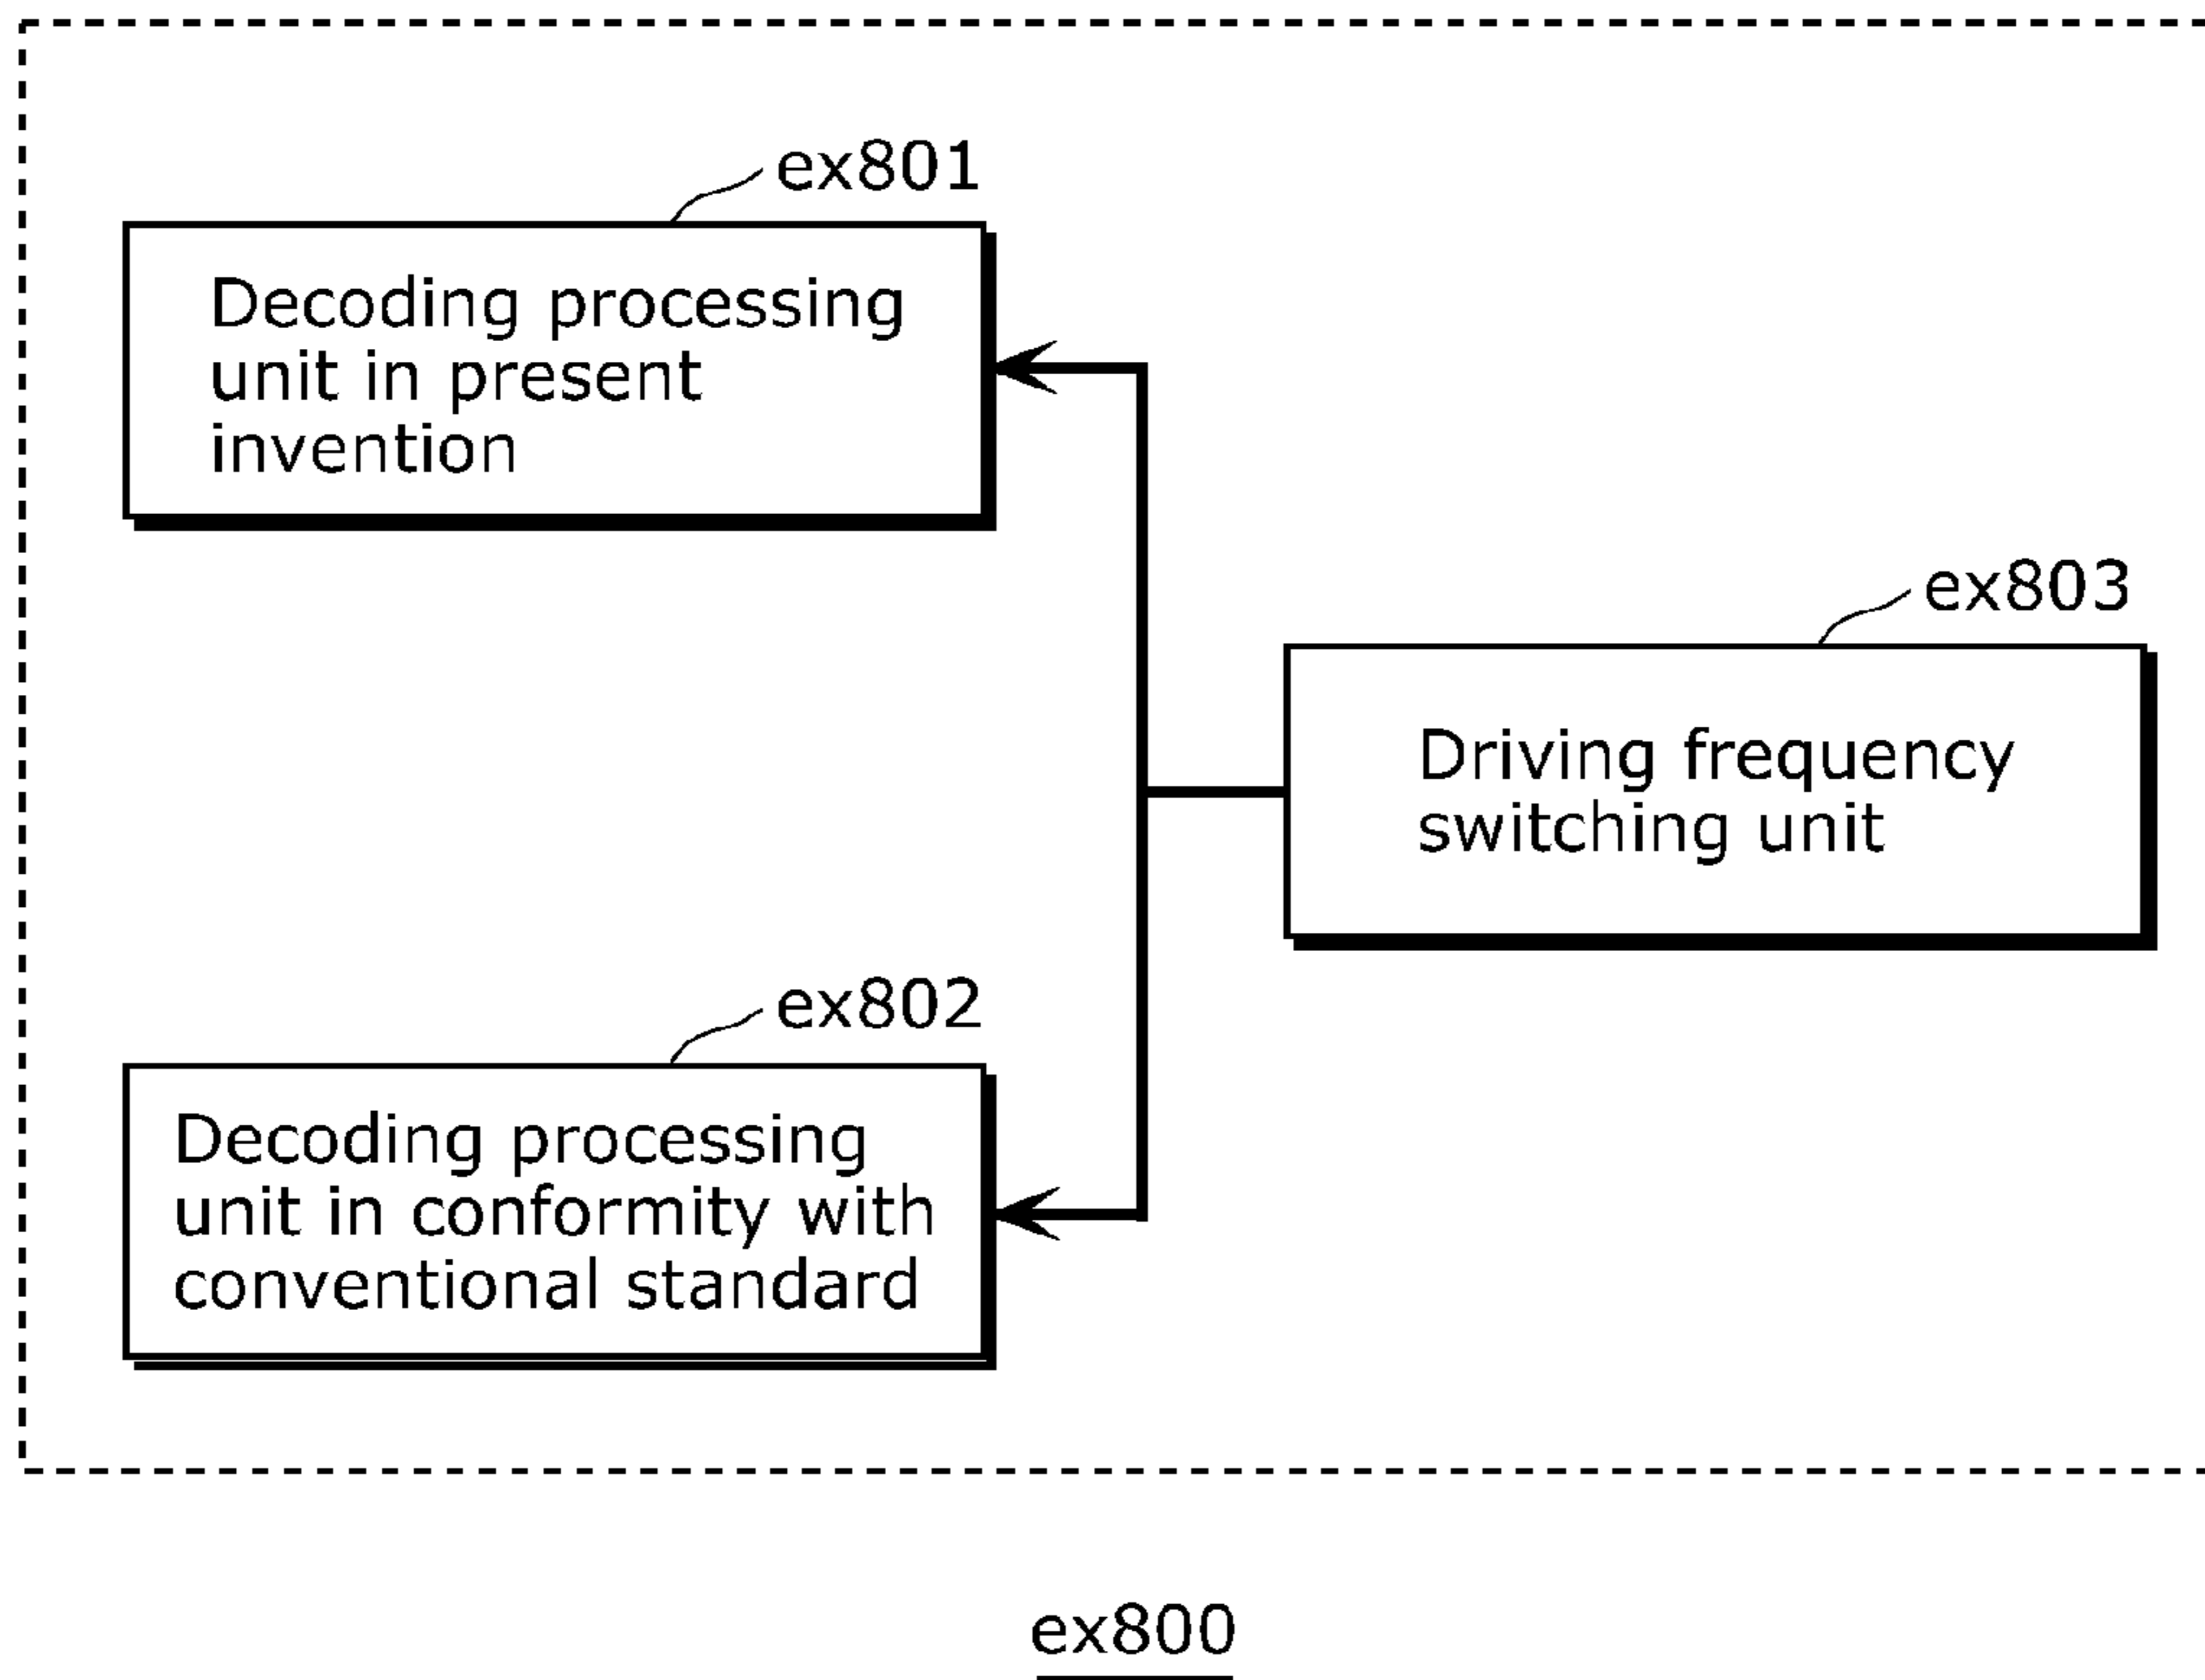 ex801
Decoding processing
unit in present
invention
ex803
Driving frequency
switching unit
ex802
Decoding processing
unit in conformity with
conventional standard
ex800